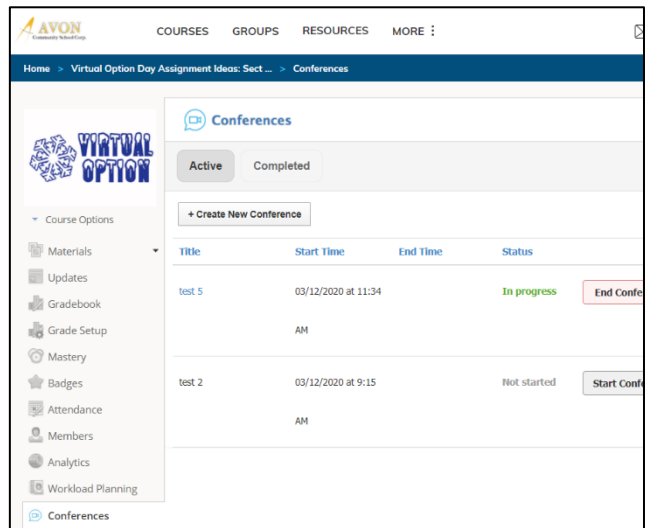 AVON
Community School Corp.
COURSES GROUPS RESOURCES MORE
Home > Virtual Option Day Assignment Ideas: Sect ... > Conferences
VIRTUAL
OPTION
Conferences
Active Completed
Course Options
+ Create New Conference
Materials
Title Start Time End Time Status
Updates
test 5 03/12/2020 at 11:34 In progress End Confe
Gradebook
Grade Setup
AM
Mastery
Badges
test 2 03/12/2020 at 9:15 Not started Start Conf
Attendance
AM
Members
Analytics
Workload Planning
Conferences